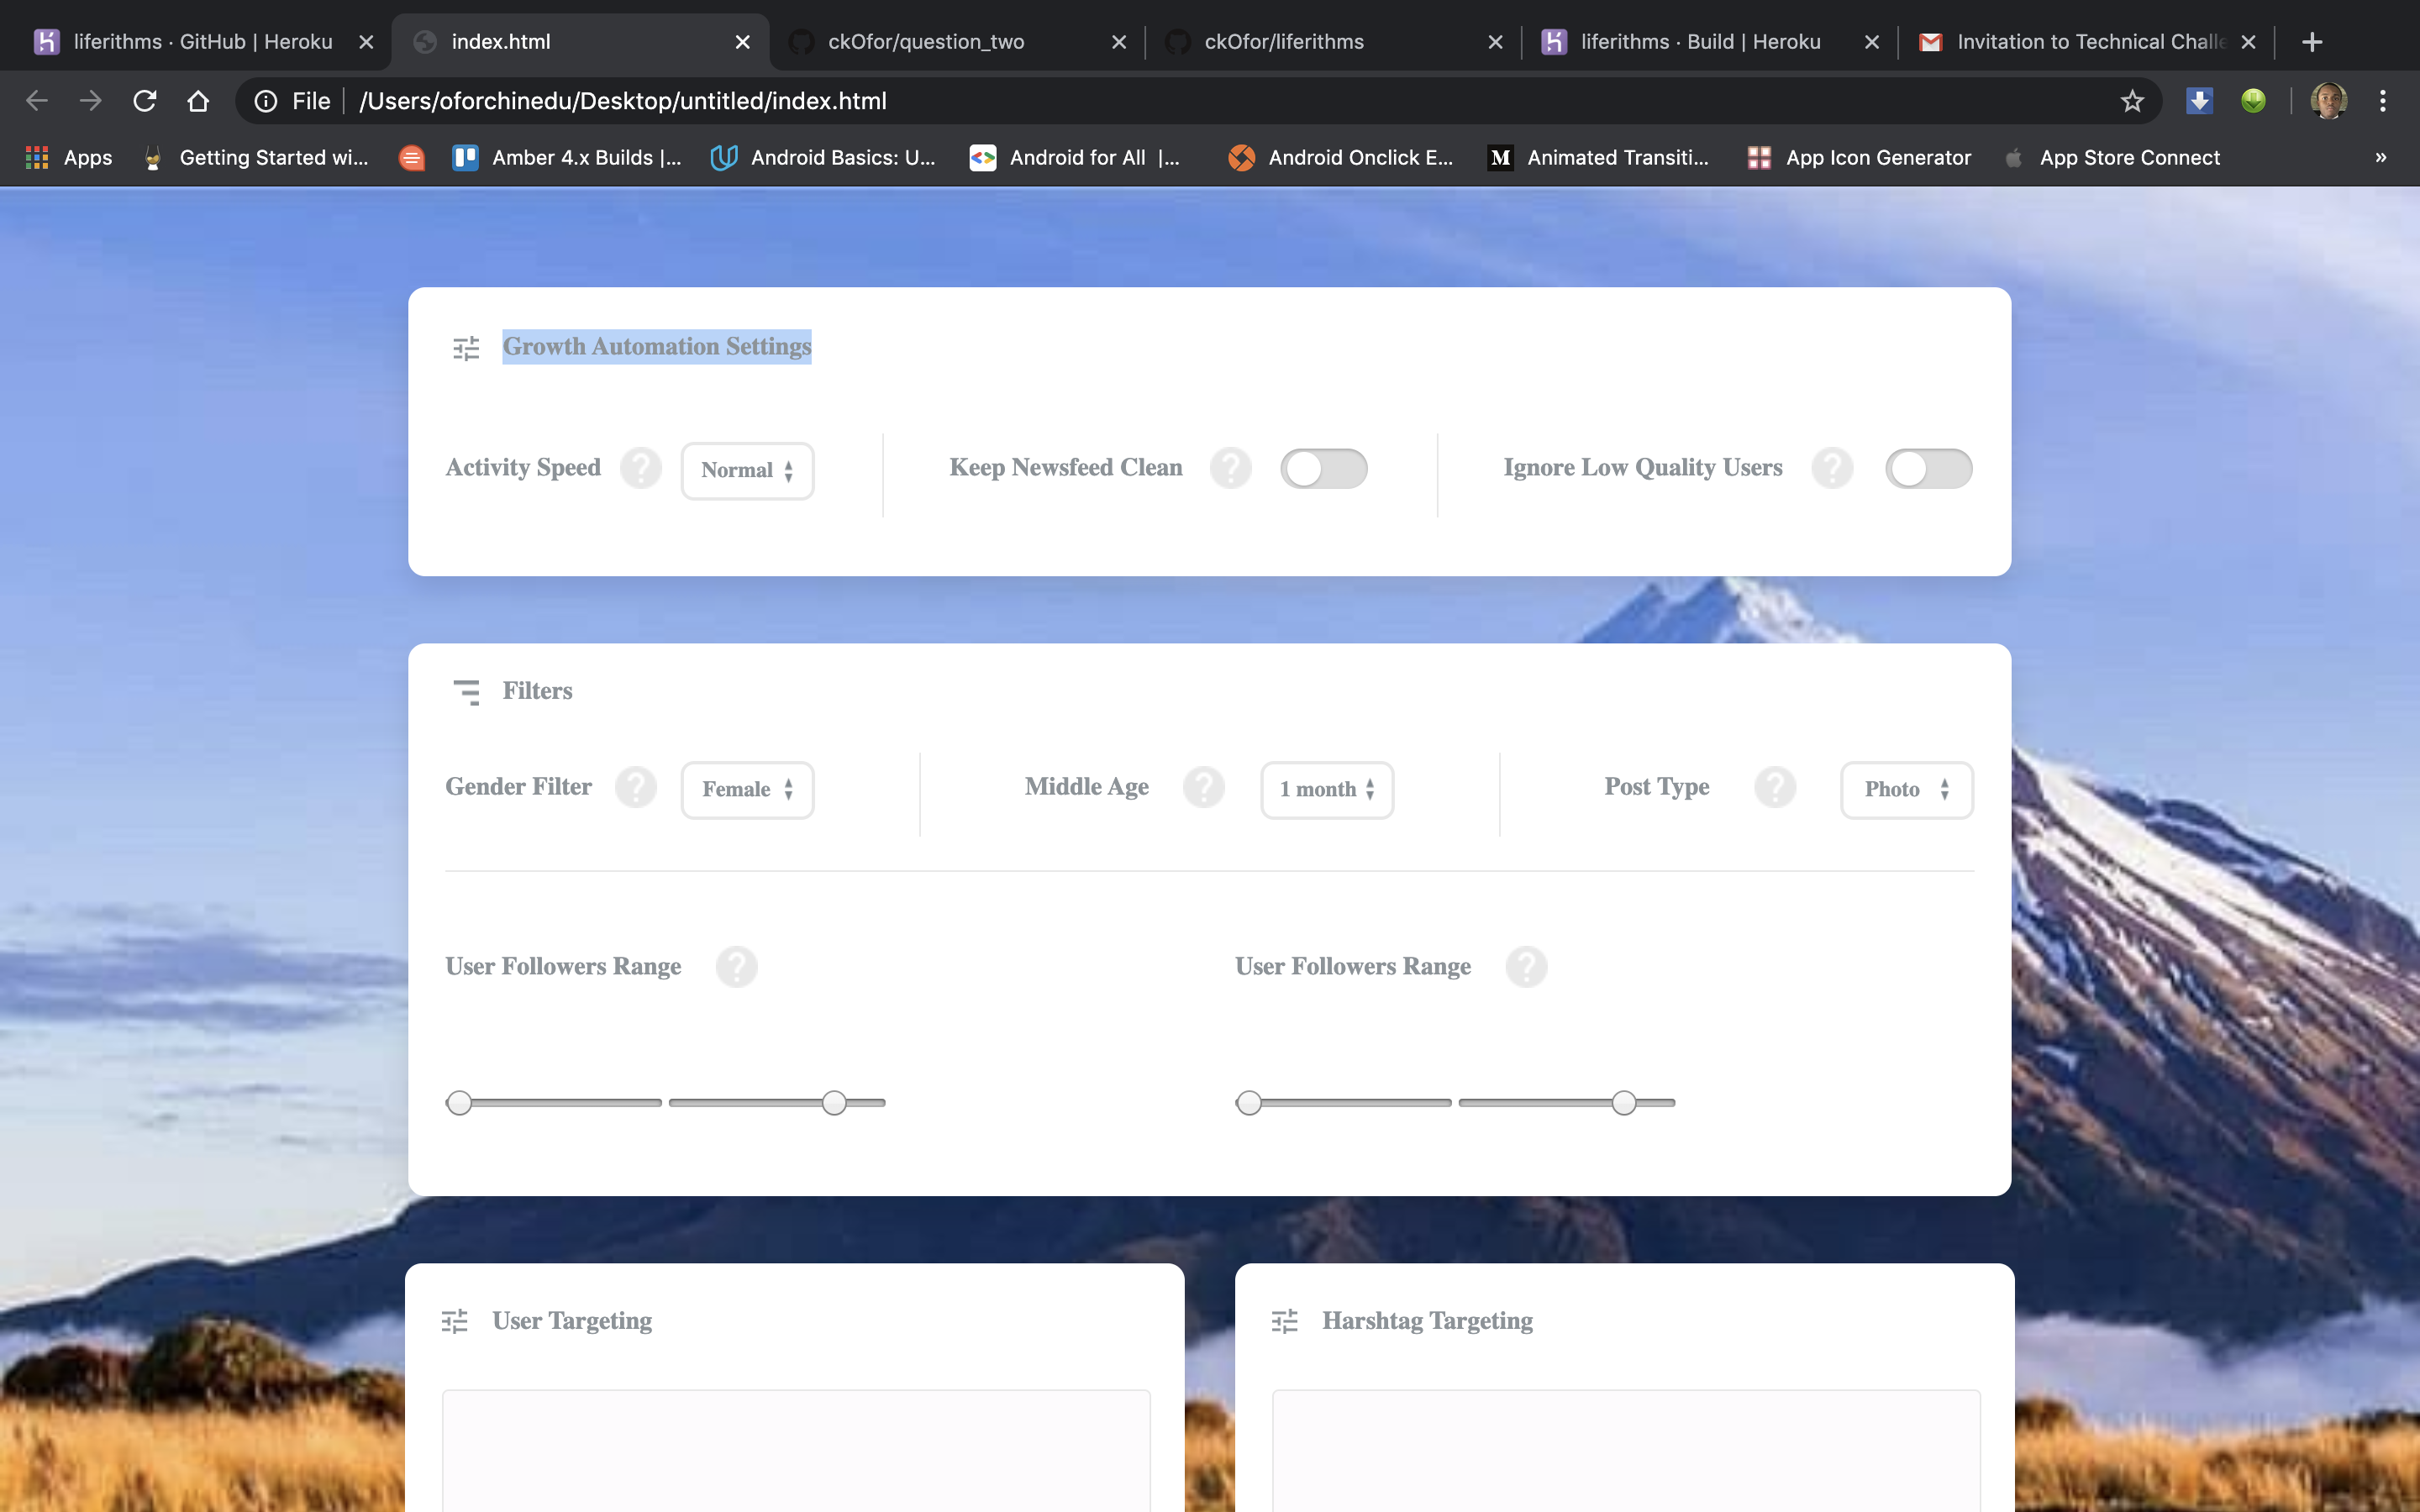 liferithms · GitHub | Heroku
index.html
ckOfor/question_two
ckOfor/liferithms
liferithms · Build | Heroku
Invitation to Technical Challe
File
/Users/oforchinedu/Desktop/untitled/index.html
Apps
Getting Started wi...
Amber 4.x Builds |...
Android Basics: U...
Android for All |...
Android Onclick E...
M
Animated Transiti...
App Icon Generator
App Store Connect
»
Growth Automation Settings
Activity Speed
?
Normal
Keep Newsfeed Clean
?
Ignore Low Quality Users
?
Filters
Gender Filter
?
Female
Middle Age
?
1 month
Post Type
?
Photo
User Followers Range
?
User Followers Range
?
User Targeting
Harshtag Targeting